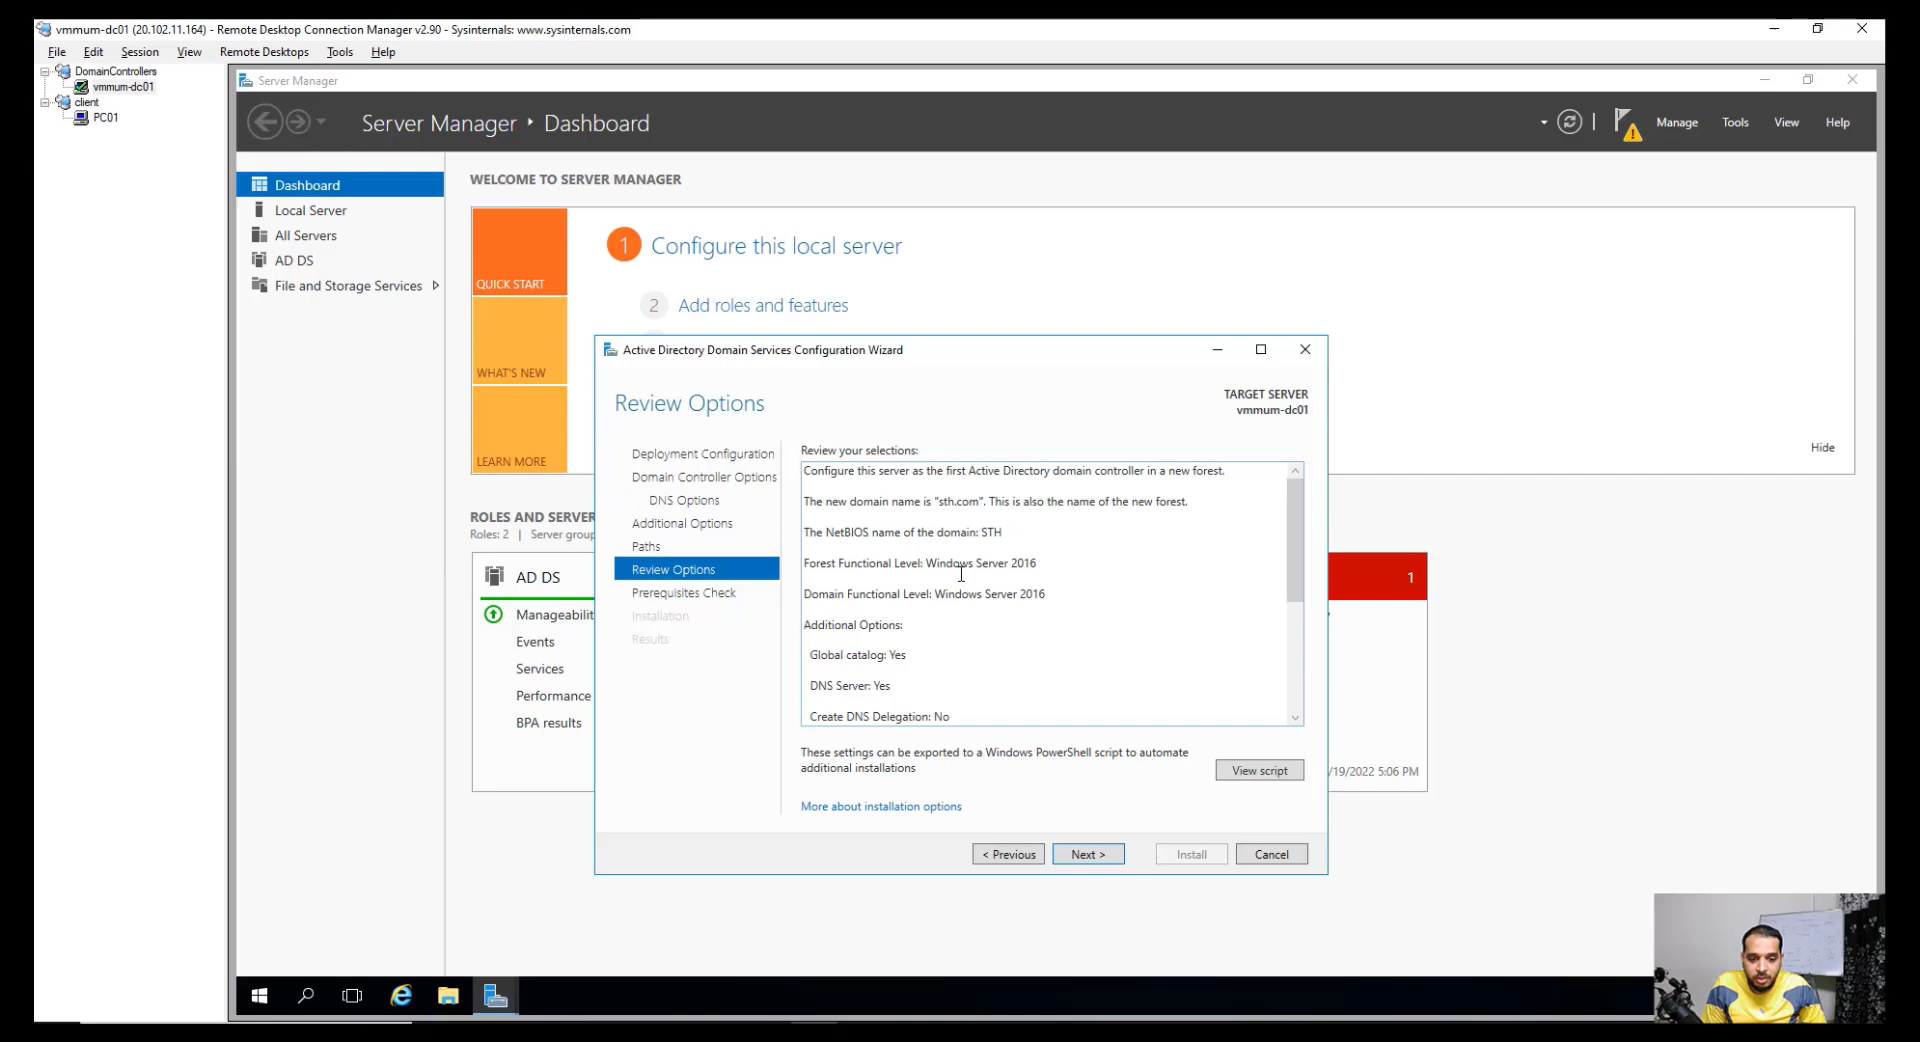 vmmum-dc01 (20.102.11.164) - Remote Desktop Connection Manager v2.90 - Sysinternals: www.sysinternals.com
File Edit Session View Remote Desktops Tools Help
DomainControllers
vmmum-dc01
client
PC01
Server Manager
Server Manager ‣ Dashboard
Manage Tools View Help
Dashboard
Local Server
All Servers
AD DS
File and Storage Services
WELCOME TO SERVER MANAGER
QUICK START
WHAT'S NEW
LEARN MORE
1 Configure this local server
2 Add roles and features
Hide
ROLES AND SERVER
Roles: 2 | Server group
AD DS
Manageabilit
Events
Services
Performance
BPA results
1
/19/2022 5:06 PM
Active Directory Domain Services Configuration Wizard
Review Options
TARGET SERVER
vmmum-dc01
Deployment Configuration
Domain Controller Options
DNS Options
Additional Options
Paths
Review Options
Prerequisites Check
Installation
Results
Review your selections:
Configure this server as the first Active Directory domain controller in a new forest.
The new domain name is "sth.com". This is also the name of the new forest.
The NetBIOS name of the domain: STH
Forest Functional Level: Windows Server 2016
Domain Functional Level: Windows Server 2016
Additional Options:
Global catalog: Yes
DNS Server: Yes
Create DNS Delegation: No
These settings can be exported to a Windows PowerShell script to automate
additional installations
View script
More about installation options
< Previous Next > Install Cancel